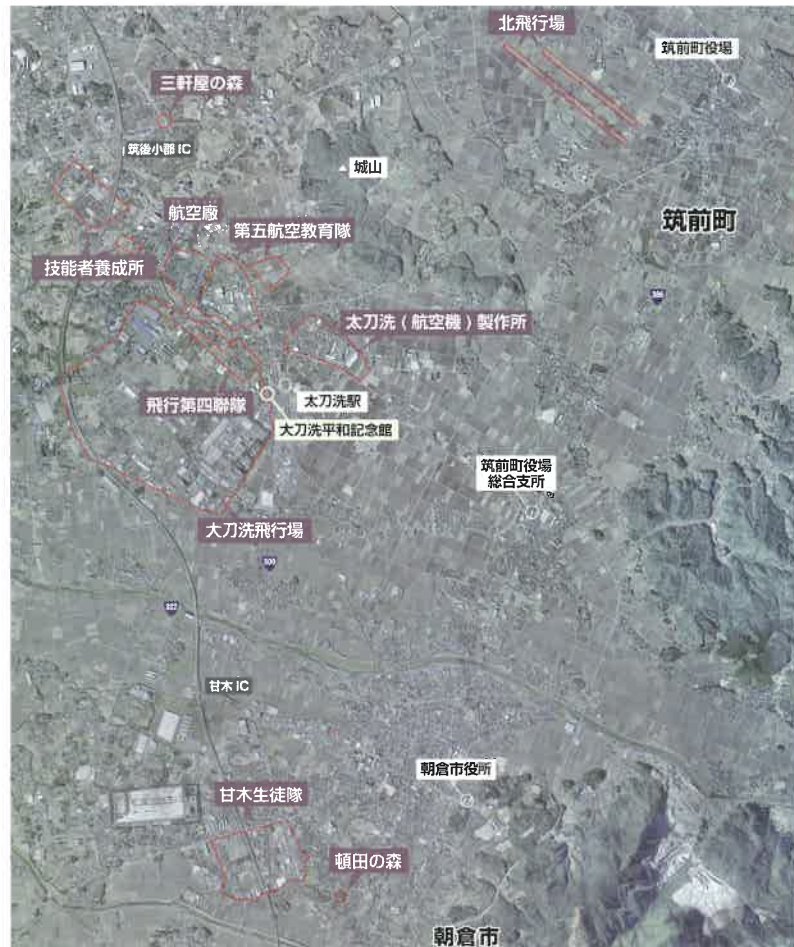 北飛行場
筑前町役場
三軒屋の森
筑後小郡IC
城山
航空廠
筑前町
第五航空教育隊
技能者養成所
386
太刀洗（航空機）製作所
太刀洗駅
飛行第四聯隊
大刀洗平和記念館
筑前町役場
総合支所
大刀洗飛行場
500
322
甘木IC
朝倉市役所
甘木生徒隊
頓田の森
朝倉市